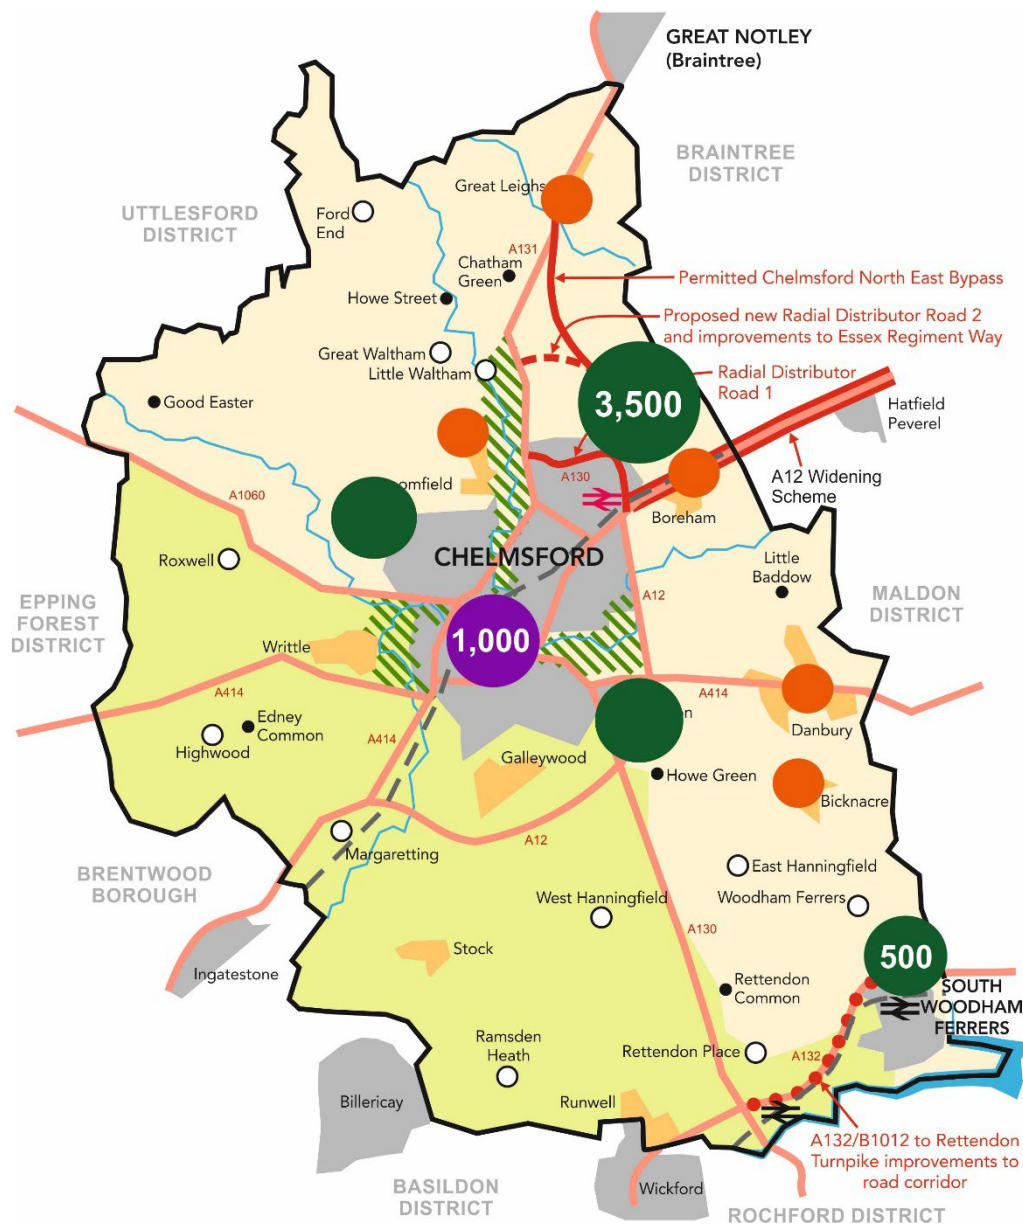 GREAT NOTLEY
(Braintree)
BRAINTREE
DISTRICT
UTTLESFORD
DISTRICT
Great Leighs
Ford
End
A131
Chatham
Green
Permitted Chelmsford North East Bypass
Howe Street
Proposed new Radial Distributor Road 2
and improvements to Essex Regiment Way
Great Waltham
Little Waltham
Radial Distributor
Road 1
Good Easter
3,500
Hatfield
Peverel
A130
A12 Widening
Scheme
omfield
A1060
Boreham
CHELMSFORD
Roxwell
Little
Baddow
EPPING
FOREST
DISTRICT
A12
MALDON
DISTRICT
1,000
Writtle
A414
A414
en
Danbury
Edney
Common
Highwood
A414
Galleywood
Howe Green
Bicknacre
A12
Margaretting
BRENTWOOD
BOROUGH
East Hanningfield
Woodham Ferrers
West Hanningfield
A130
Stock
500
Ingatestone
Rettendon
Common
SOUTH
WOODHAM
FERRERS
Ramsden
Heath
Rettendon Place
A132
Billericay
Runwell
A132/B1012 to Rettendon
Turnpike improvements to
road corridor
BASILDON
DISTRICT
Wickford
ROCHFORD DISTRICT